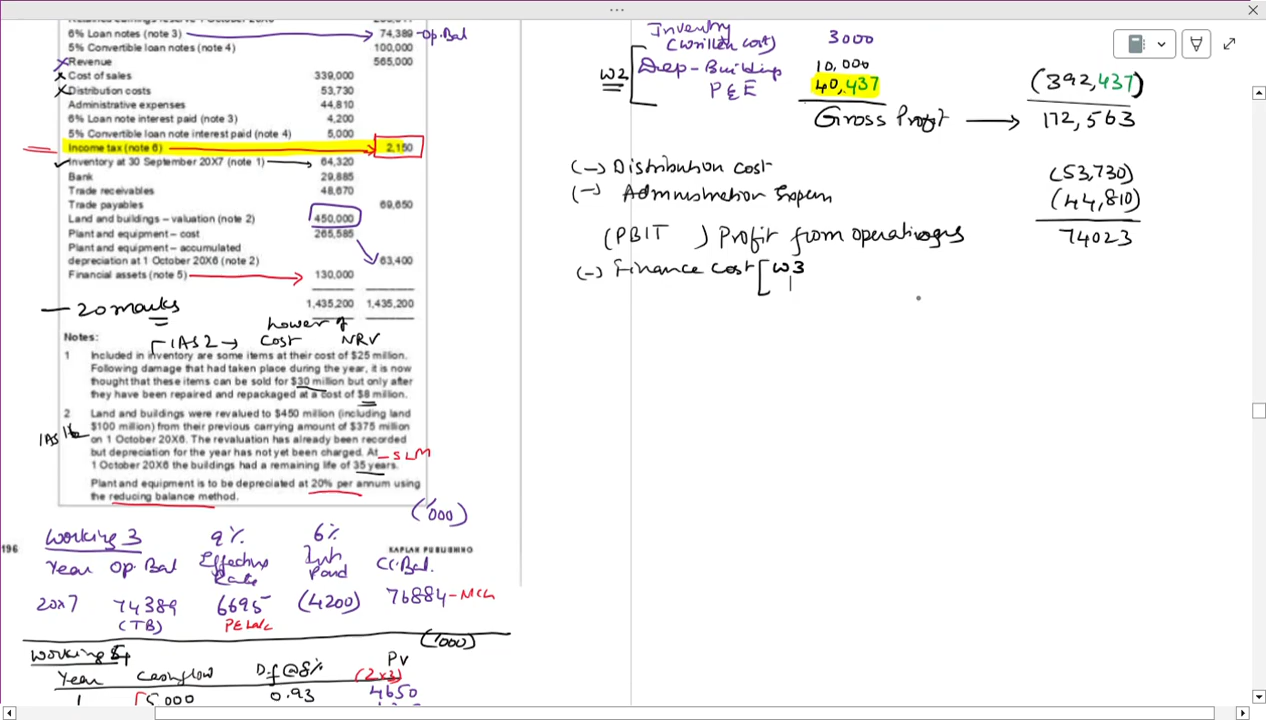 6% Loan notes (note 3) 74,389 -Op.Bal
5% Convertible loan notes (note 4) 100,000
Revenue 565,000
Cost of sales 339,000
Distribution costs 53,730
Administrative expenses 44,810
6% Loan note interest paid (note 3) 4,200
5% Convertible loan note interest paid (note 4) 5,000
Income tax (note 6) 2,150
Inventory at 30 September 20X7 (note 1) 64,320
Bank 29,885
Trade receivables 48,670
Trade payables 69,650
Land and buildings – valuation (note 2) 450,000
Plant and equipment – cost 265,585
Plant and equipment – accumulated
depreciation at 1 October 20X6 (note 2) 63,400
Financial assets (note 5) 130,000
1,435,200 1,435,200
— 20 marks
Lower of
IAS 2 → Cost NRV
Notes:
1 Included in inventory are some items at their cost of $25 million.
Following damage that had taken place during the year, it is now
thought that these items can be sold for $30 million but only after
they have been repaired and repackaged at a cost of $8 million.
2 Land and buildings were revalued to $450 million (including land
$100 million) from their previous carrying amount of $375 million
IAS 16
on 1 October 20X6. The revaluation has already been recorded
but depreciation for the year has not yet been charged. At
- SLM
1 October 20X6 the buildings had a remaining life of 35 years.
Plant and equipment is to be depreciated at 20% per annum using
the reducing balance method.
('000)
196 KAPLAN PUBLISHING
Working 3 9% 6%
Year Op. Bal Effective Rate Paid Cl.Bal.
20x7 74389 6695 (4200) 76884 - NCL
(TB)
('000)
Working 4
Year Cashflow D.f @8% PV
(2x3)
1 5000 0.93 4650
Inventory 3000
(written cost)
W2 Dep - Building 10,000
P&E 40,437 (392,437)
Gross Profit → 172,563
(-) Distribution cost (53,730)
(-) Administration Expen (44,810)
(PBIT ) Profit from operations 74023
(-) Finance cost [ W3